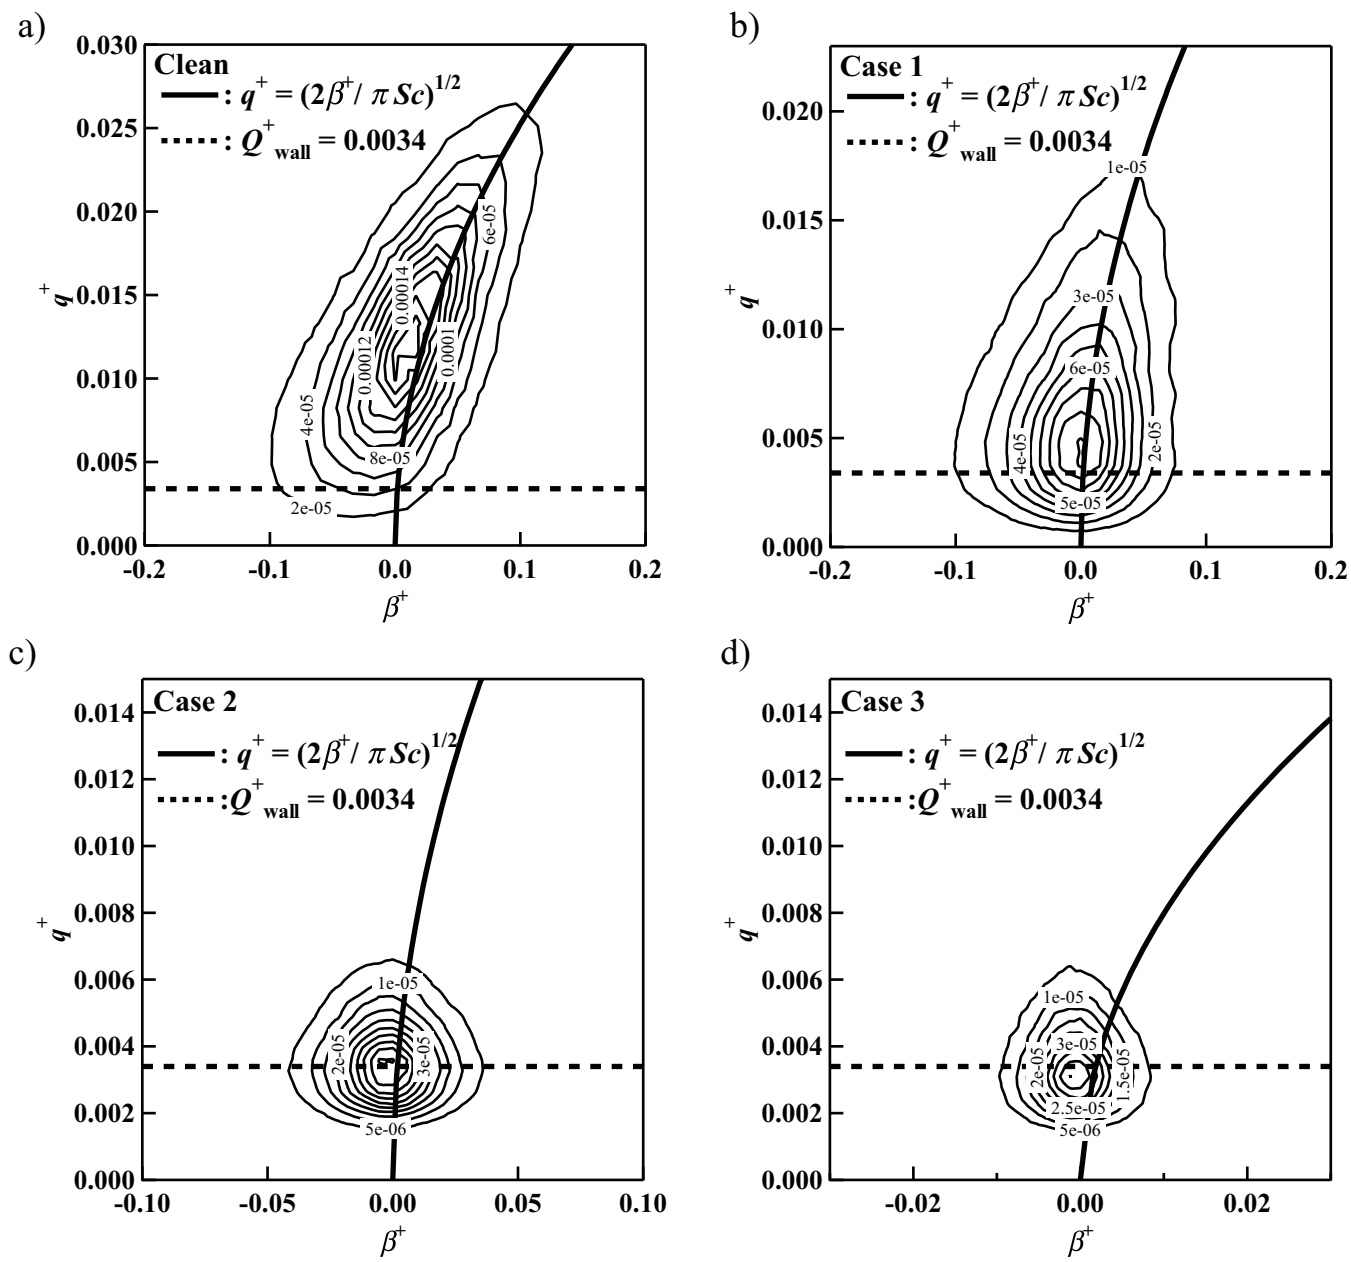 a)
0.030
0.025
0.020
0.015
0.010
0.005
0.000
q+
Clean
: q+ = (2β+/ π Sc)1/2
: Q+wall = 0.0034
6e-05
0.00014
0.00012
0.0001
4e-05
8e-05
2e-05
-0.2 -0.1 0.0 0.1 0.2
β+
b)
0.020
0.015
0.010
0.005
0.000
q+
Case 1
: q+ = (2β+/ π Sc)1/2
: Q+wall = 0.0034
1e-05
3e-05
6e-05
4e-05
2e-05
5e-05
-0.2 -0.1 0.0 0.1 0.2
β+
c)
0.014
0.012
0.010
0.008
0.006
0.004
0.002
0.000
q+
Case 2
: q+ = (2β+/ π Sc)1/2
:Q+wall = 0.0034
1e-05
2e-05
3e-05
5e-06
-0.10 -0.05 0.00 0.05 0.10
β+
d)
0.014
0.012
0.010
0.008
0.006
0.004
0.002
0.000
q+
Case 3
: q+ = (2β+/ π Sc)1/2
:Q+wall = 0.0034
1e-05
3e-05
2e-05
1.5e-05
2.5e-05
5e-06
-0.02 0.00 0.02
β+